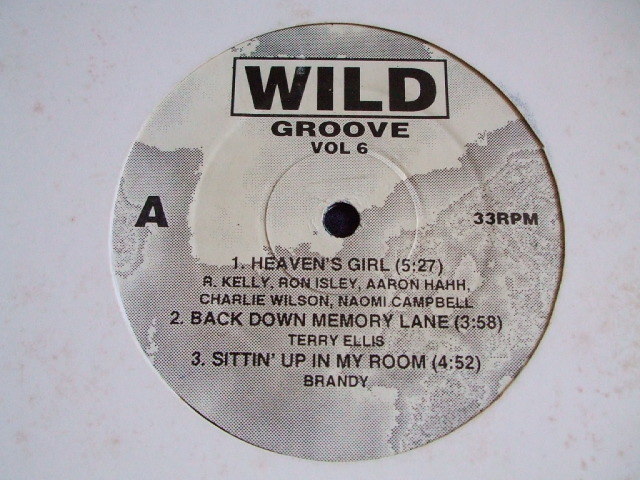 WILD
GROOVE
VOL 6
A
33RPM
1. HEAVEN'S GIRL (5:27)
R. KELLY, RON ISLEY, AARON HAHH,
CHARLIE WILSON, NAOMI CAMPBELL
2. BACK DOWN MEMORY LANE (3:58)
TERRY ELLIS
3. SITTIN' UP IN MY ROOM (4:52)
BRANDY